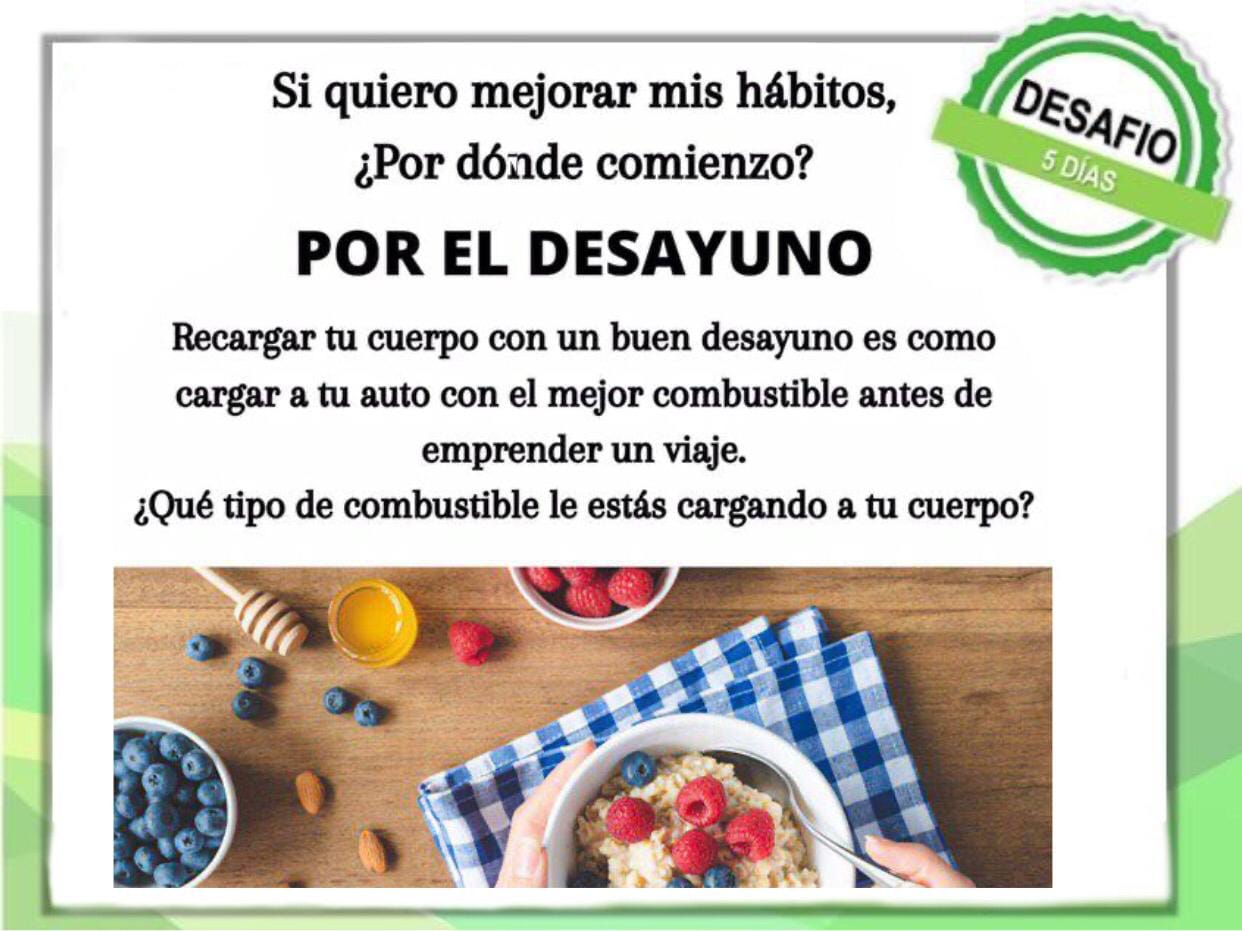 Si quiero mejorar mis hábitos,
¿Por dónde comienzo?
POR EL DESAYUNO
Recargar tu cuerpo con un buen desayuno es como
cargar a tu auto con el mejor combustible antes de
emprender un viaje.
¿Qué tipo de combustible le estás cargando a tu cuerpo?
DESAFIO
5 DÍAS